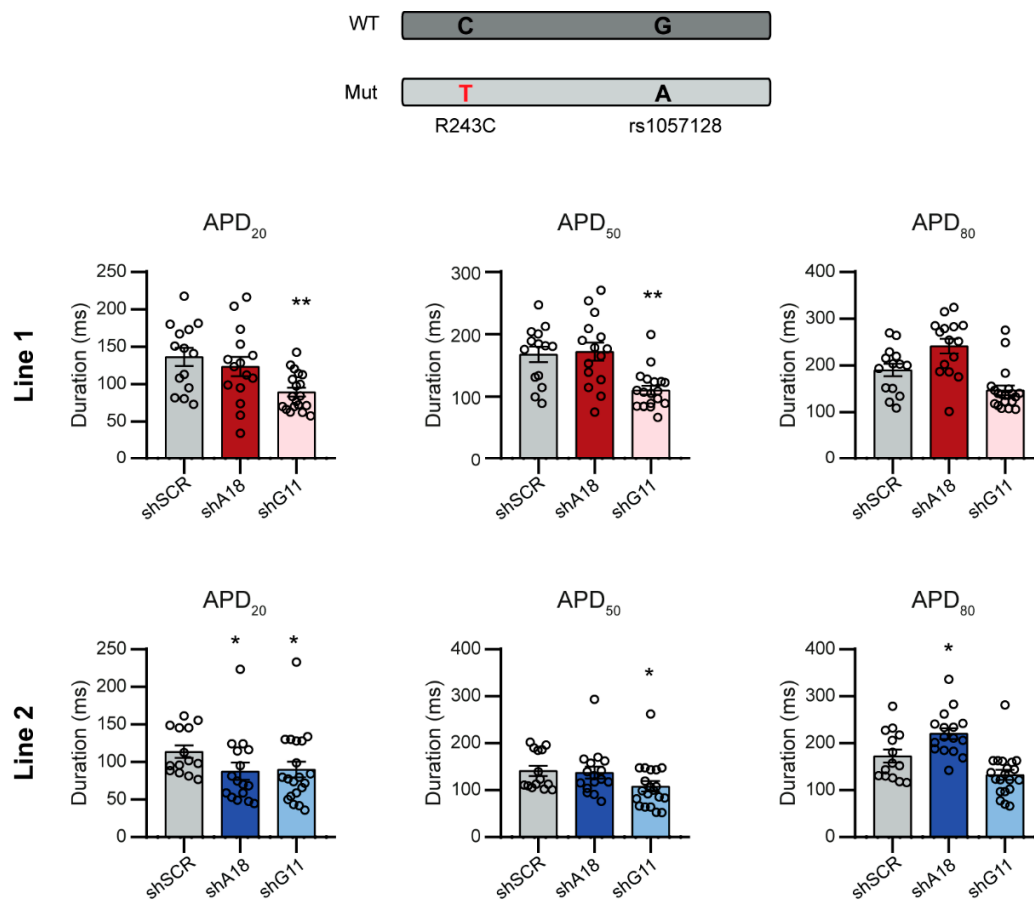 WT C G
Mut T A
R243C rs1057128
Line 1
APD20
Duration (ms)
250
200
150
100
50
0
**
shSCR shA18 shG11
APD50
Duration (ms)
300
200
100
0
**
shSCR shA18 shG11
APD80
Duration (ms)
400
300
200
100
0
shSCR shA18 shG11
Line 2
APD20
Duration (ms)
250
200
150
100
50
0
* *
shSCR shA18 shG11
APD50
Duration (ms)
400
300
200
100
0
*
shSCR shA18 shG11
APD80
Duration (ms)
400
300
200
100
0
*
shSCR shA18 shG11